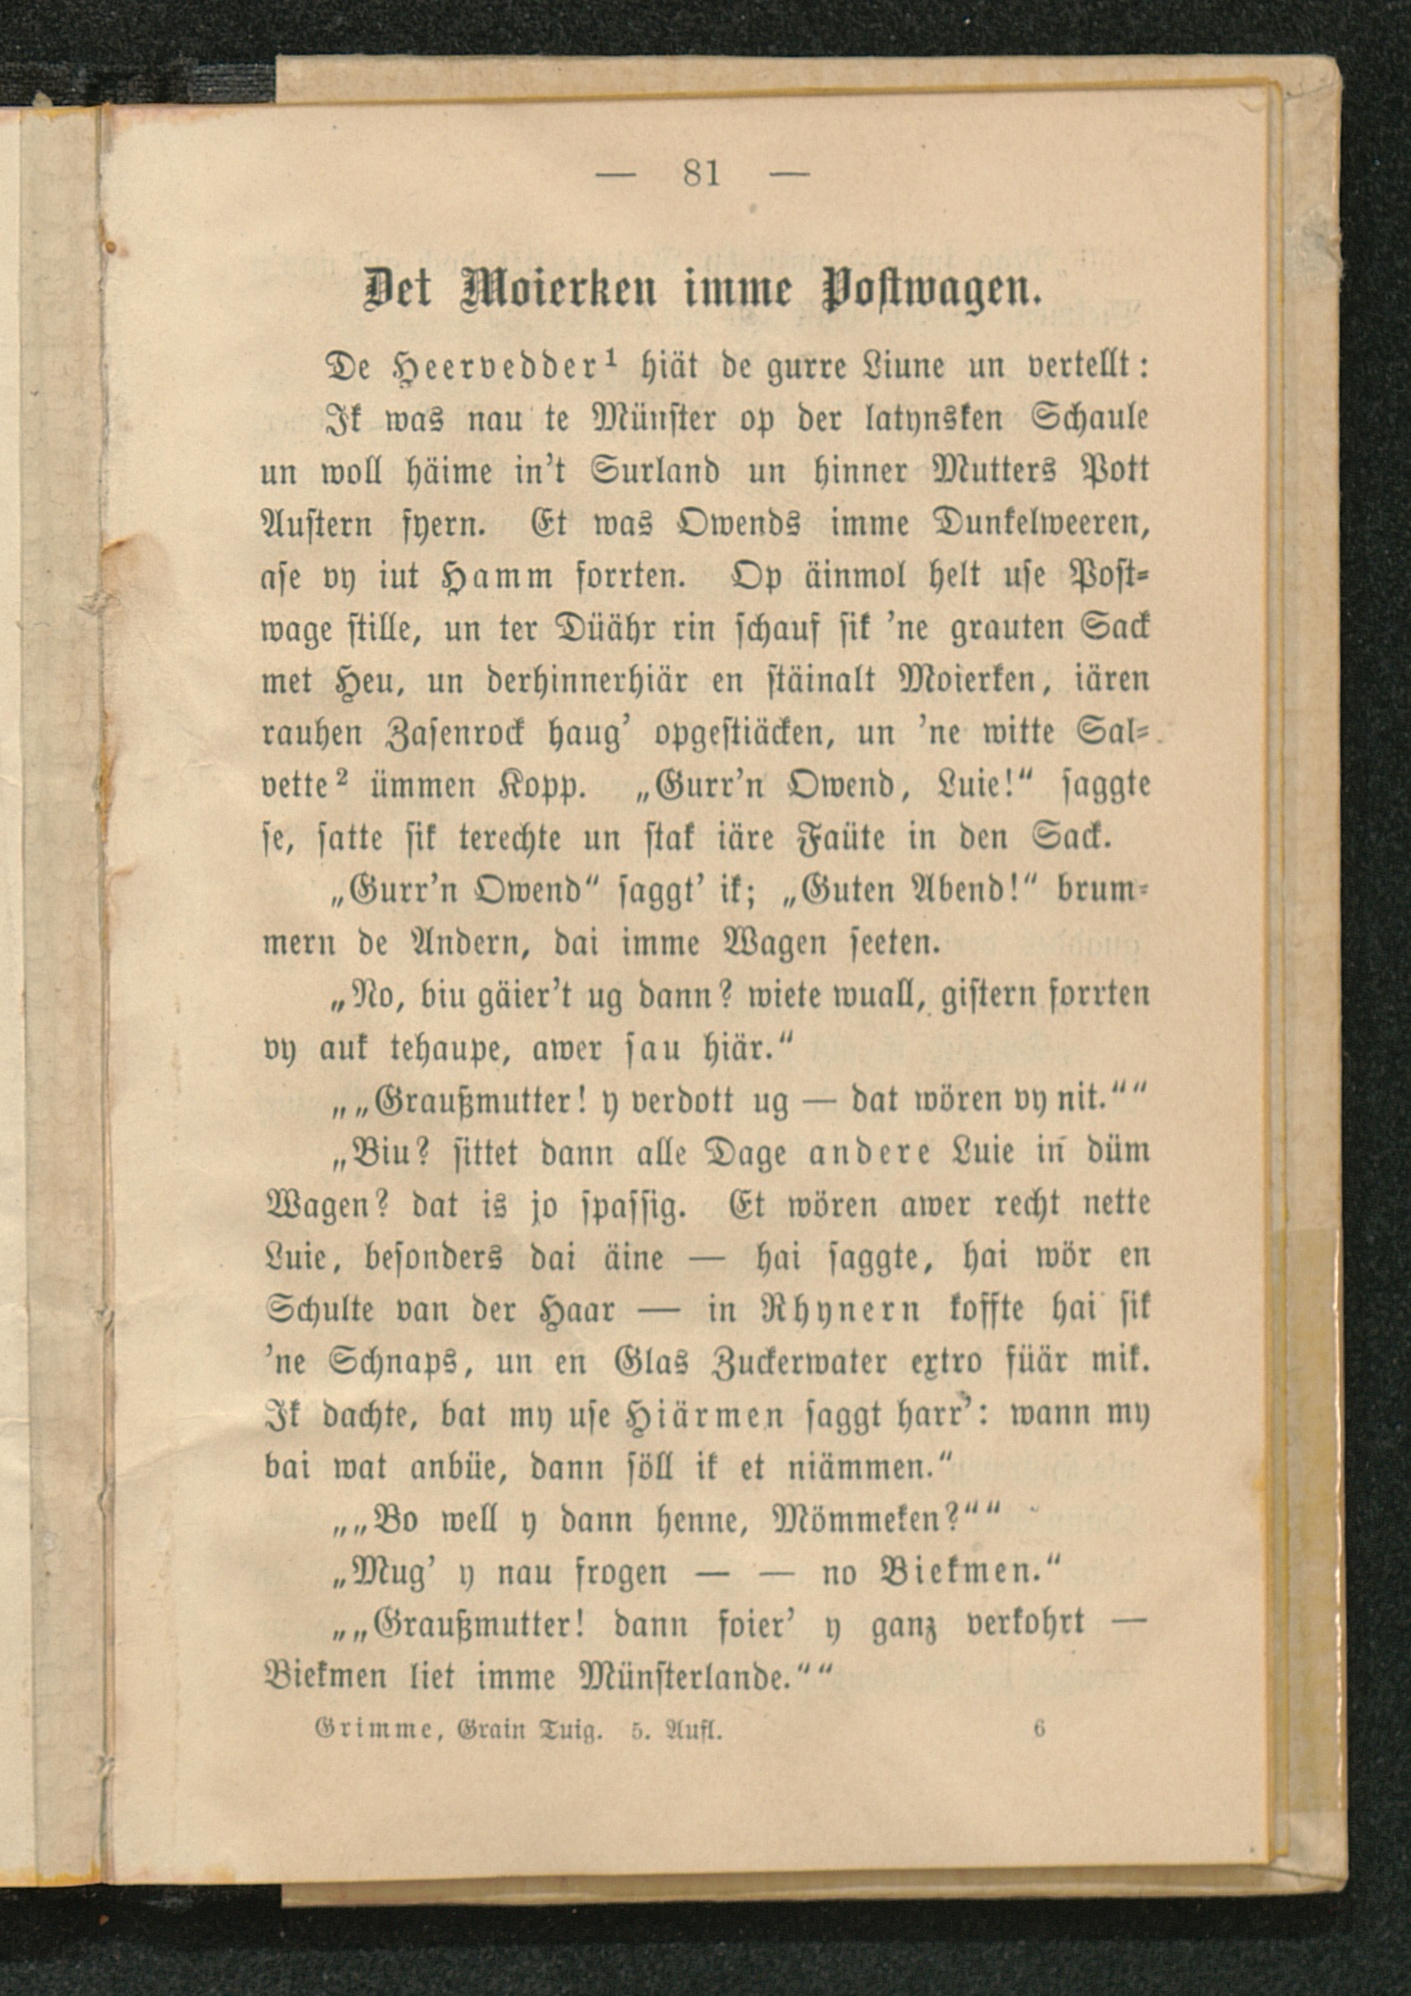 — 81 —
Det Moierken imme Postwagen.
De Heervedder¹ hiät de gurre Liune un vertellt:
Ik was nau te Münster op der latynsken Schaule
un woll häime in't Surland un hinner Mutters Pott
Austern fyern. Et was Owends imme Dunkelweeren,
ase vy iut Hamm forrten. Op äinmol helt use Post-
wage stille, un ter Düähr rin schauf sik 'ne grauten Sack
met Heu, un derhinnerhiär en stäinalt Moierken, iären
rauhen Zasenrock haug' opgestiäcken, un 'ne witte Sal-
vette² ümmen Kopp. „Gurr'n Owend, Luie!“ saggte
se, satte sik terechte un stak iäre Faüte in den Sack.
„Gurr'n Owend“ saggt' ik; „Guten Abend!“ brum-
mern de Andern, dai imme Wagen seeten.
„No, biu gäier't ug dann? wiete wuall, gistern forrten
vy auk tehaupe, awer sau hiär.“
„„Graußmutter! y verdott ug — dat wören vy nit.““
„Biu? sittet dann alle Dage andere Luie in düm
Wagen? dat is jo spassig. Et wören awer recht nette
Luie, besonders dai äine — hai saggte, hai wör en
Schulte van der Haar — in Rhynern koffte hai sik
'ne Schnaps, un en Glas Zuckerwater extro füär mik.
Ik dachte, bat my use Hiärmen saggt harr': wann my
bai wat anbüe, dann söll ik et niämmen.“
„„Bo well y dann henne, Mömmeken?““
„Mug' y nau frogen — — no Biekmen.“
„„Graußmutter! dann foier' y ganz verkohrt —
Biekmen liet imme Münsterlande.““
Grimme, Grain Tuig. 5. Aufl. 6